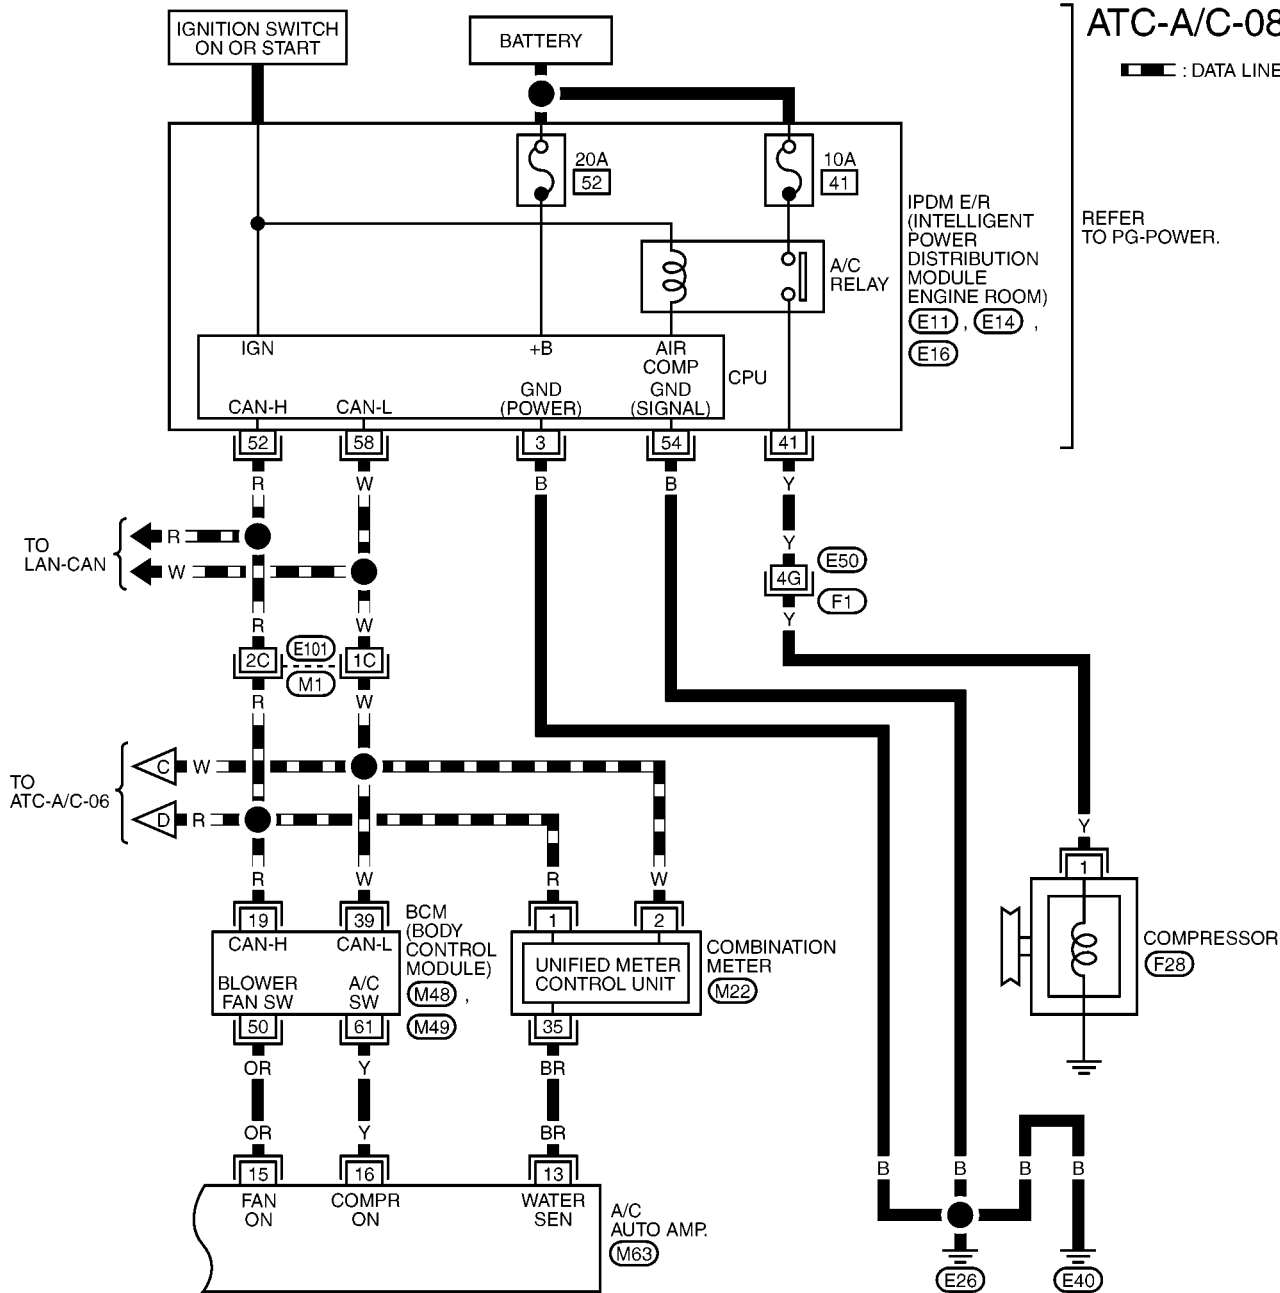 ATC-A/C-08
IGNITION SWITCH
ON OR START
BATTERY
: DATA LINE
20A
52
10A
41
IPDM E/R
(INTELLIGENT
POWER
DISTRIBUTION
MODULE
ENGINE ROOM)
E11 , E14 ,
E16
REFER
TO PG-POWER.
A/C
RELAY
IGN
+B
AIR
COMP
CPU
CAN-H
CAN-L
GND
(POWER)
GND
(SIGNAL)
52
58
3
54
41
R
W
B
B
Y
TO
LAN-CAN
R
W
Y
E50
4G
F1
Y
R
W
2C
E101
M1
1C
R
W
TO
ATC-A/C-06
C
W
D
R
R
W
R
W
Y
19
39
1
2
1
BCM
(BODY
CONTROL
MODULE)
M48 ,
M49
CAN-H
CAN-L
BLOWER
FAN SW
A/C
SW
UNIFIED METER
CONTROL UNIT
COMBINATION
METER
M22
COMPRESSOR
F28
50
61
35
OR
Y
BR
OR
Y
BR
15
16
13
FAN
ON
COMPR
ON
WATER
SEN
A/C
AUTO AMP.
M63
B
B
B
B
E26
E40